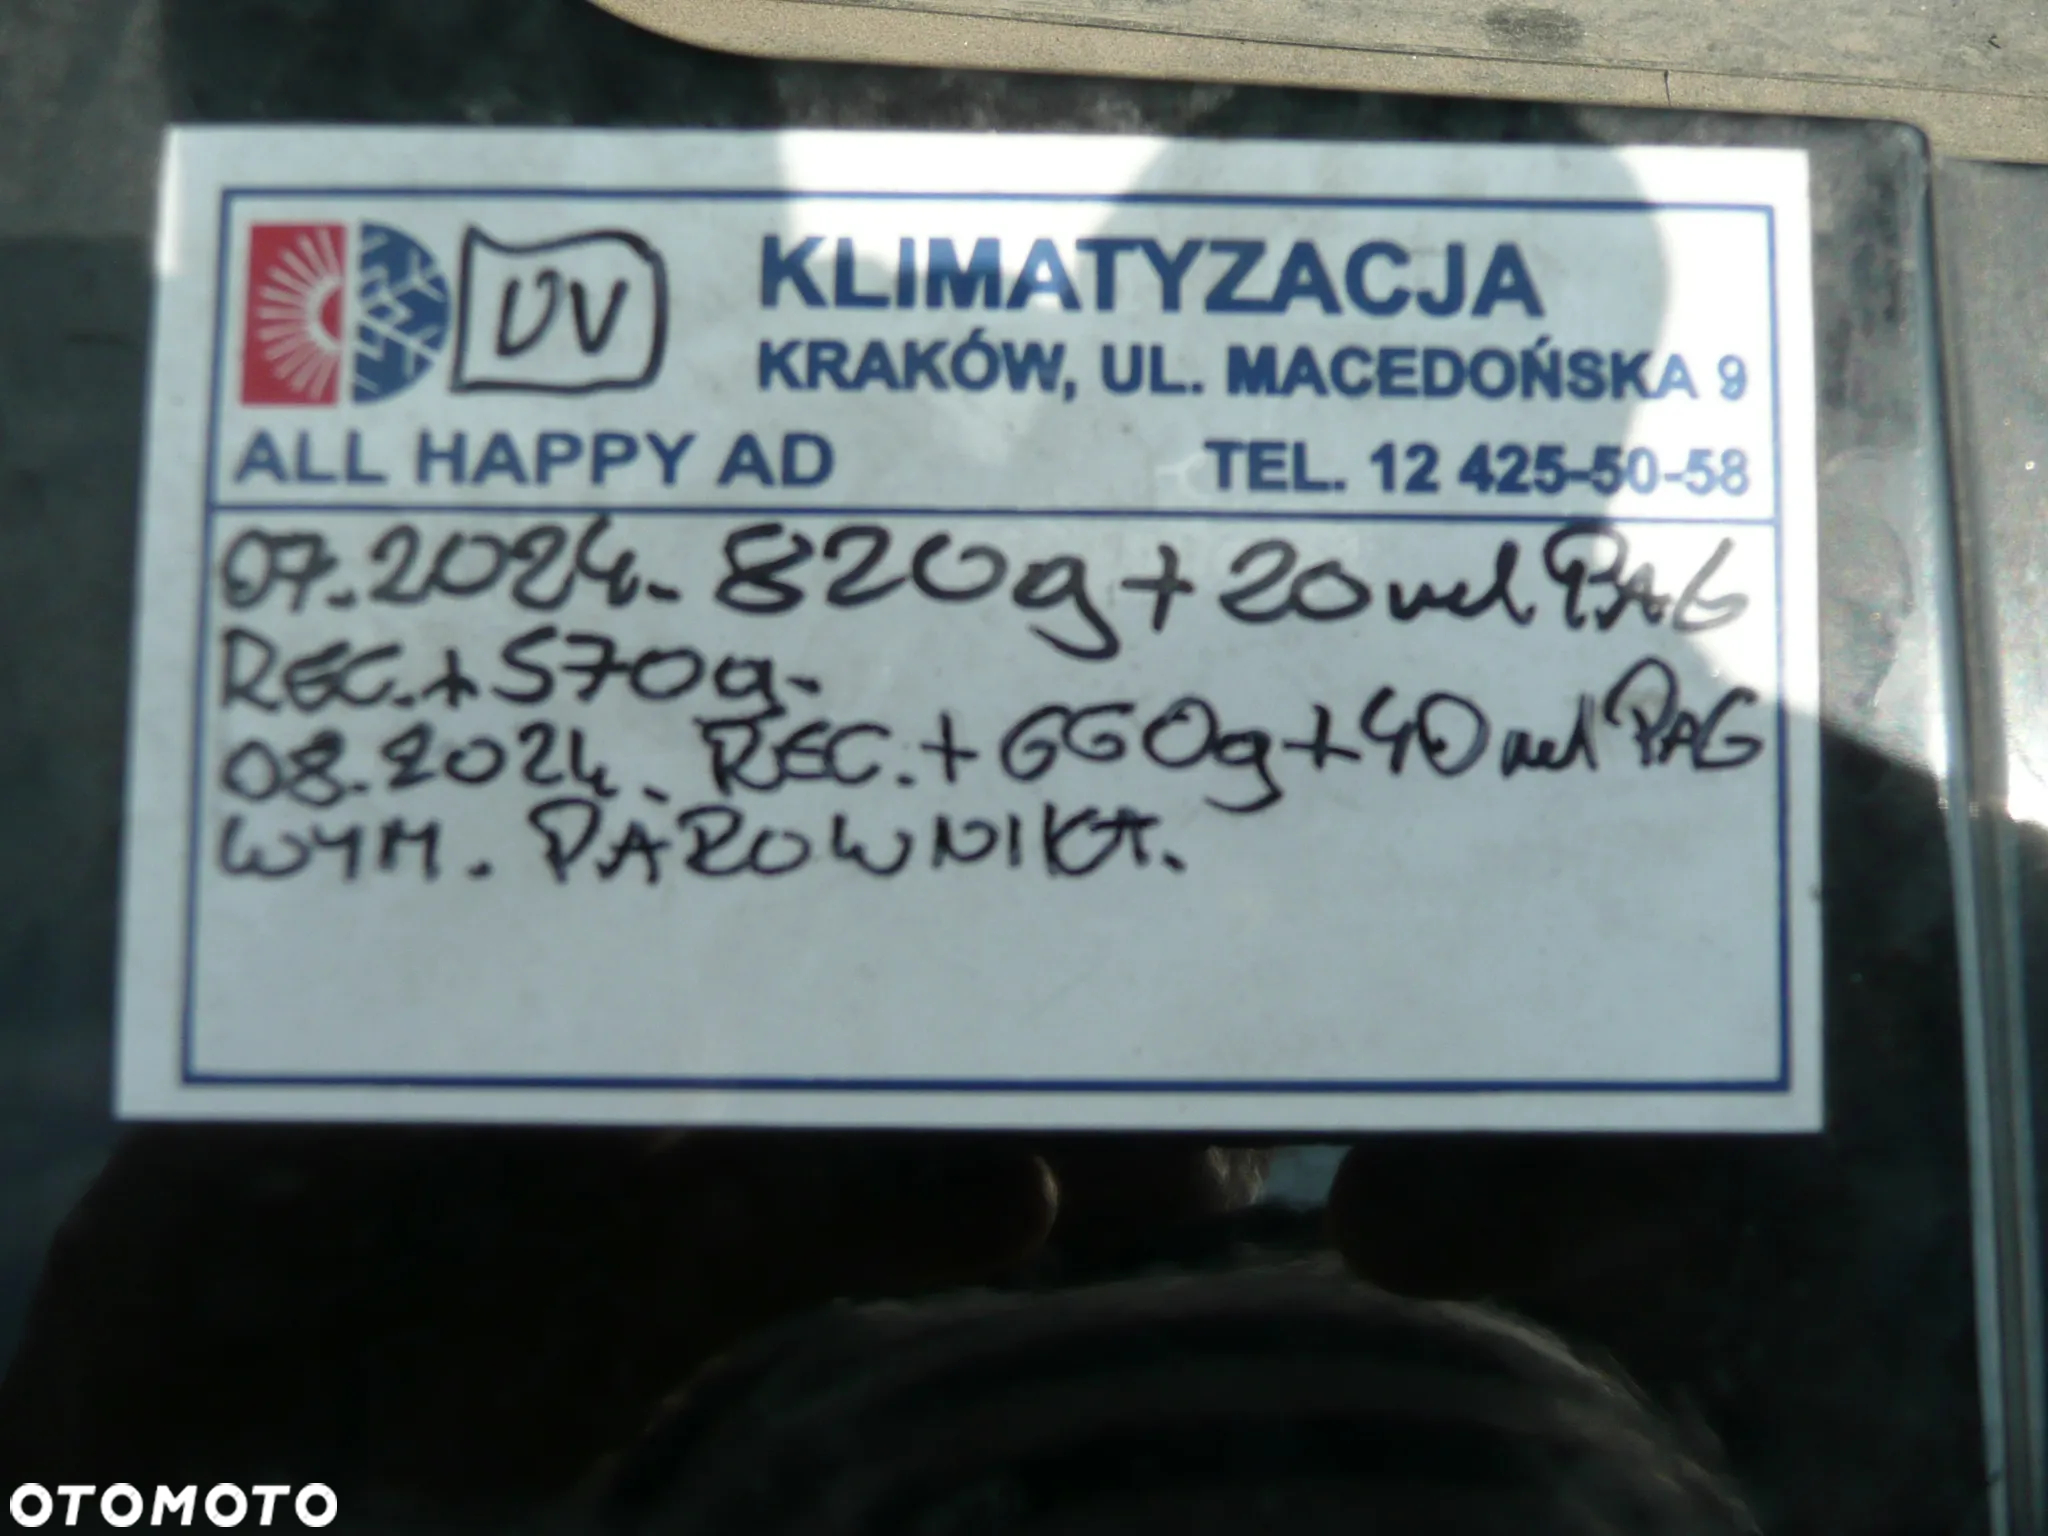 UV
KLIMATYZACJA
KRAKÓW, UL. MACEDOŃSKA 9
ALL HAPPY AD
TEL. 12 425-50-58
07.2024. 820g + 20ml PAG
REC. + 570g.
08.2024. REC. + 660g + 40ml PAG
WYM. PAROWNIKA.
OTOMOTO